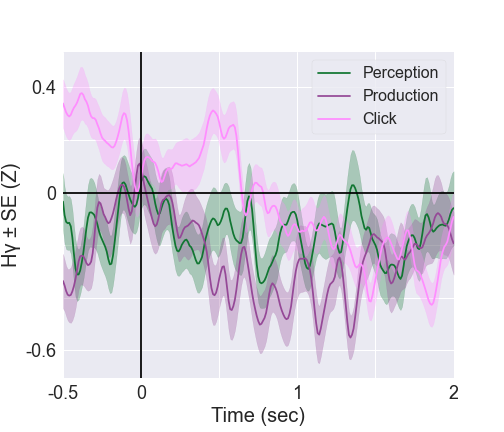 Perception
Production
Click
0.4
0
-0.6
Hγ ± SE (Z)
-0.5
0
1
2
Time (sec)